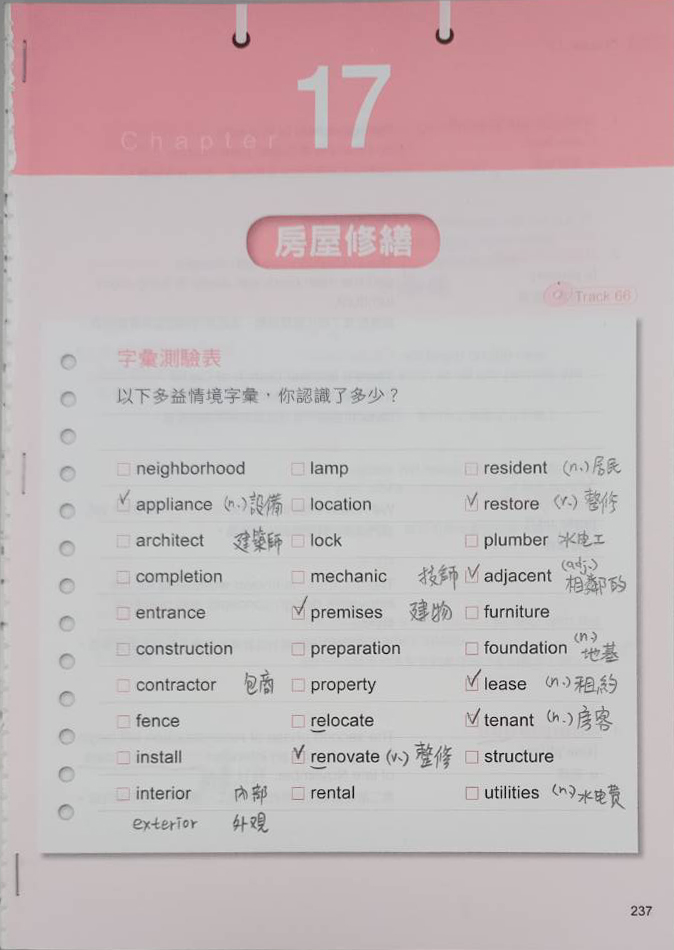 Chapter 17
房屋修繕
Track 66
字彙測驗表
以下多益情境字彙，你認識了多少？
neighborhood lamp resident (n.)居民
appliance (n.)設備 location restore (v.) 整修
architect 建築師 lock plumber 水电工
completion mechanic 技師 adjacent (adj.) 相鄰的
entrance premises 建物 furniture
construction preparation foundation (n.) 地基
contractor 包商 property lease (n.)租約
fence relocate tenant (n.)房客
install renovate (v.) 整修 structure
interior 內部 rental utilities (n.)水电費
exterior 外觀
237